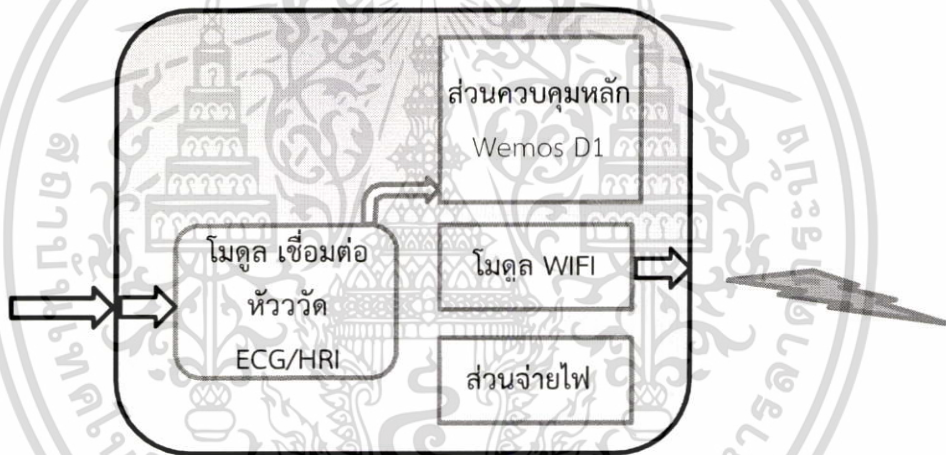 ส่วนควบคุมหลัก
Wemos D1
โมดูล เชื่อมต่อ
หัวววัด
ECG/HRI
โมดูล WIFI
ส่วนจ่ายไฟ